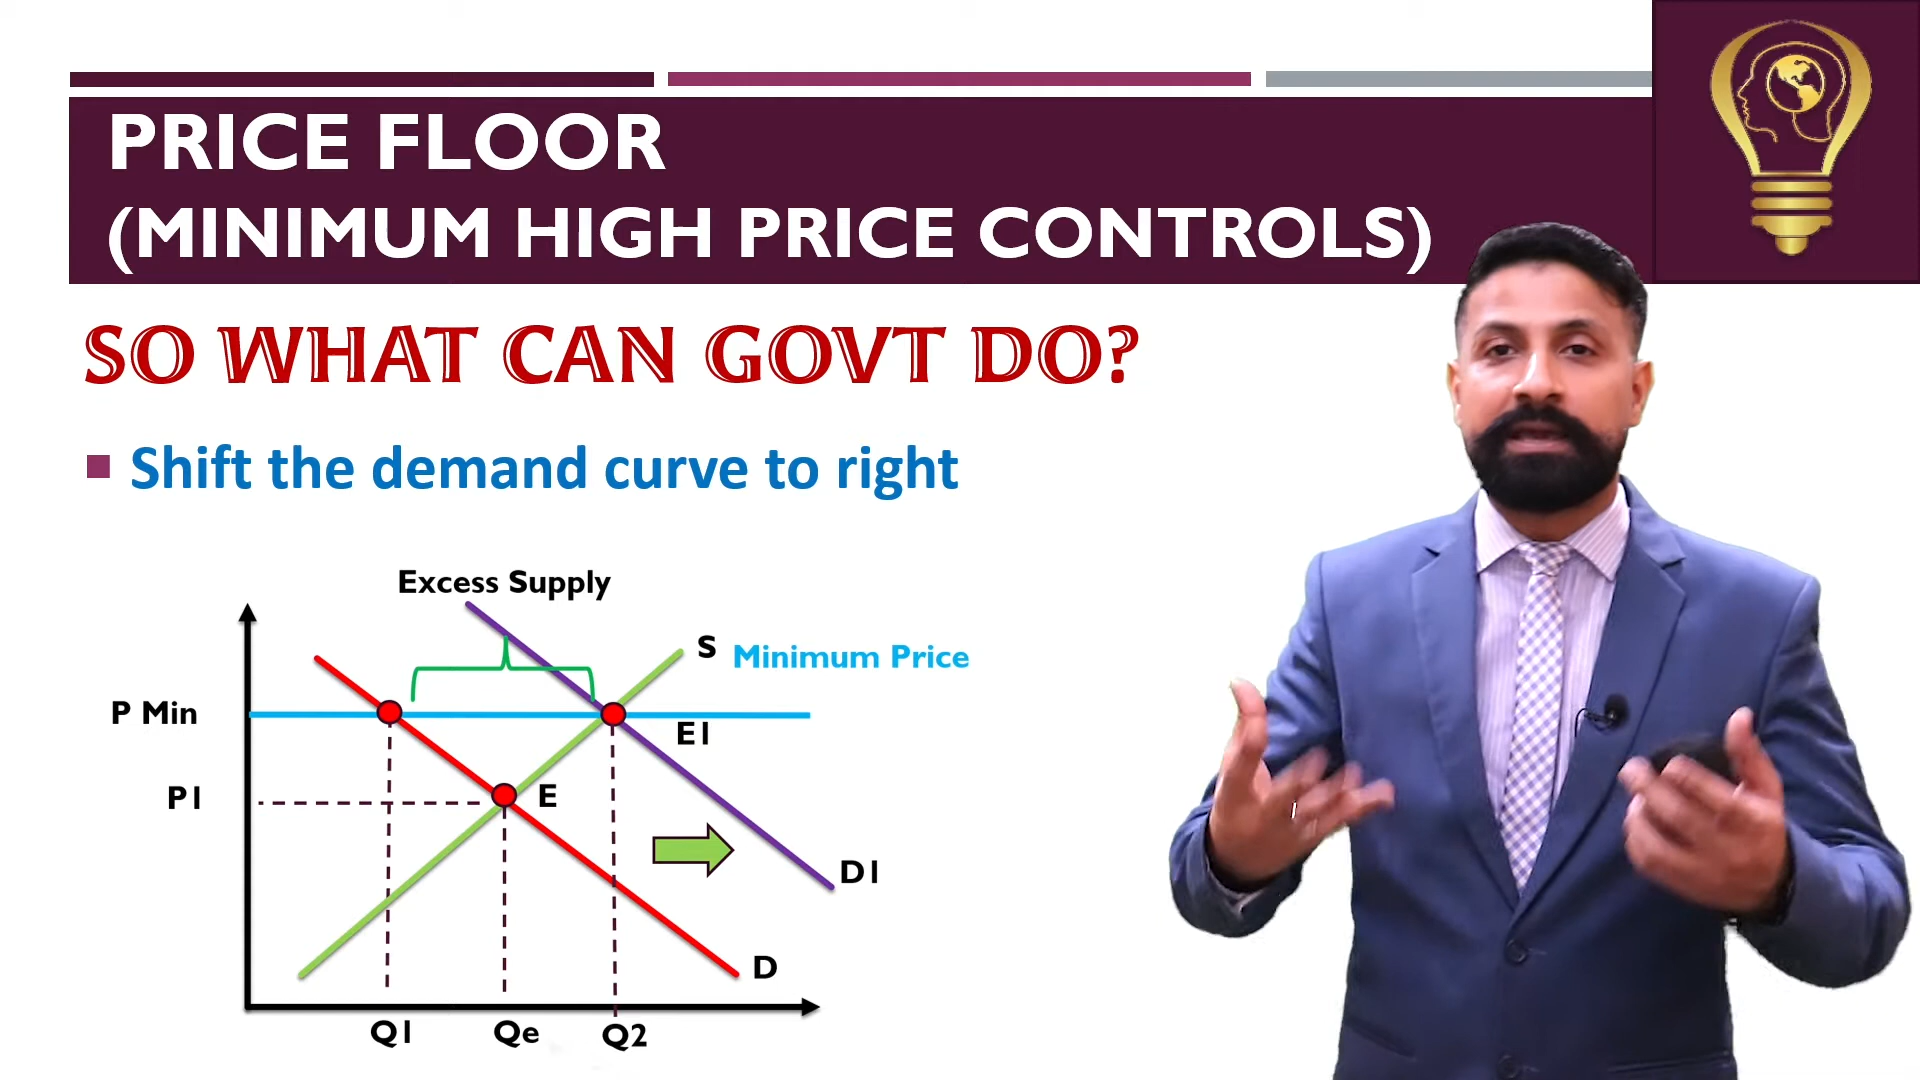 PRICE FLOOR
(MINIMUM HIGH PRICE CONTROLS)
SO WHAT CAN GOVT DO?
Shift the demand curve to right
Excess Supply
S
Minimum Price
P Min
E1
P1
E
D1
D
Q1
Qe
Q2